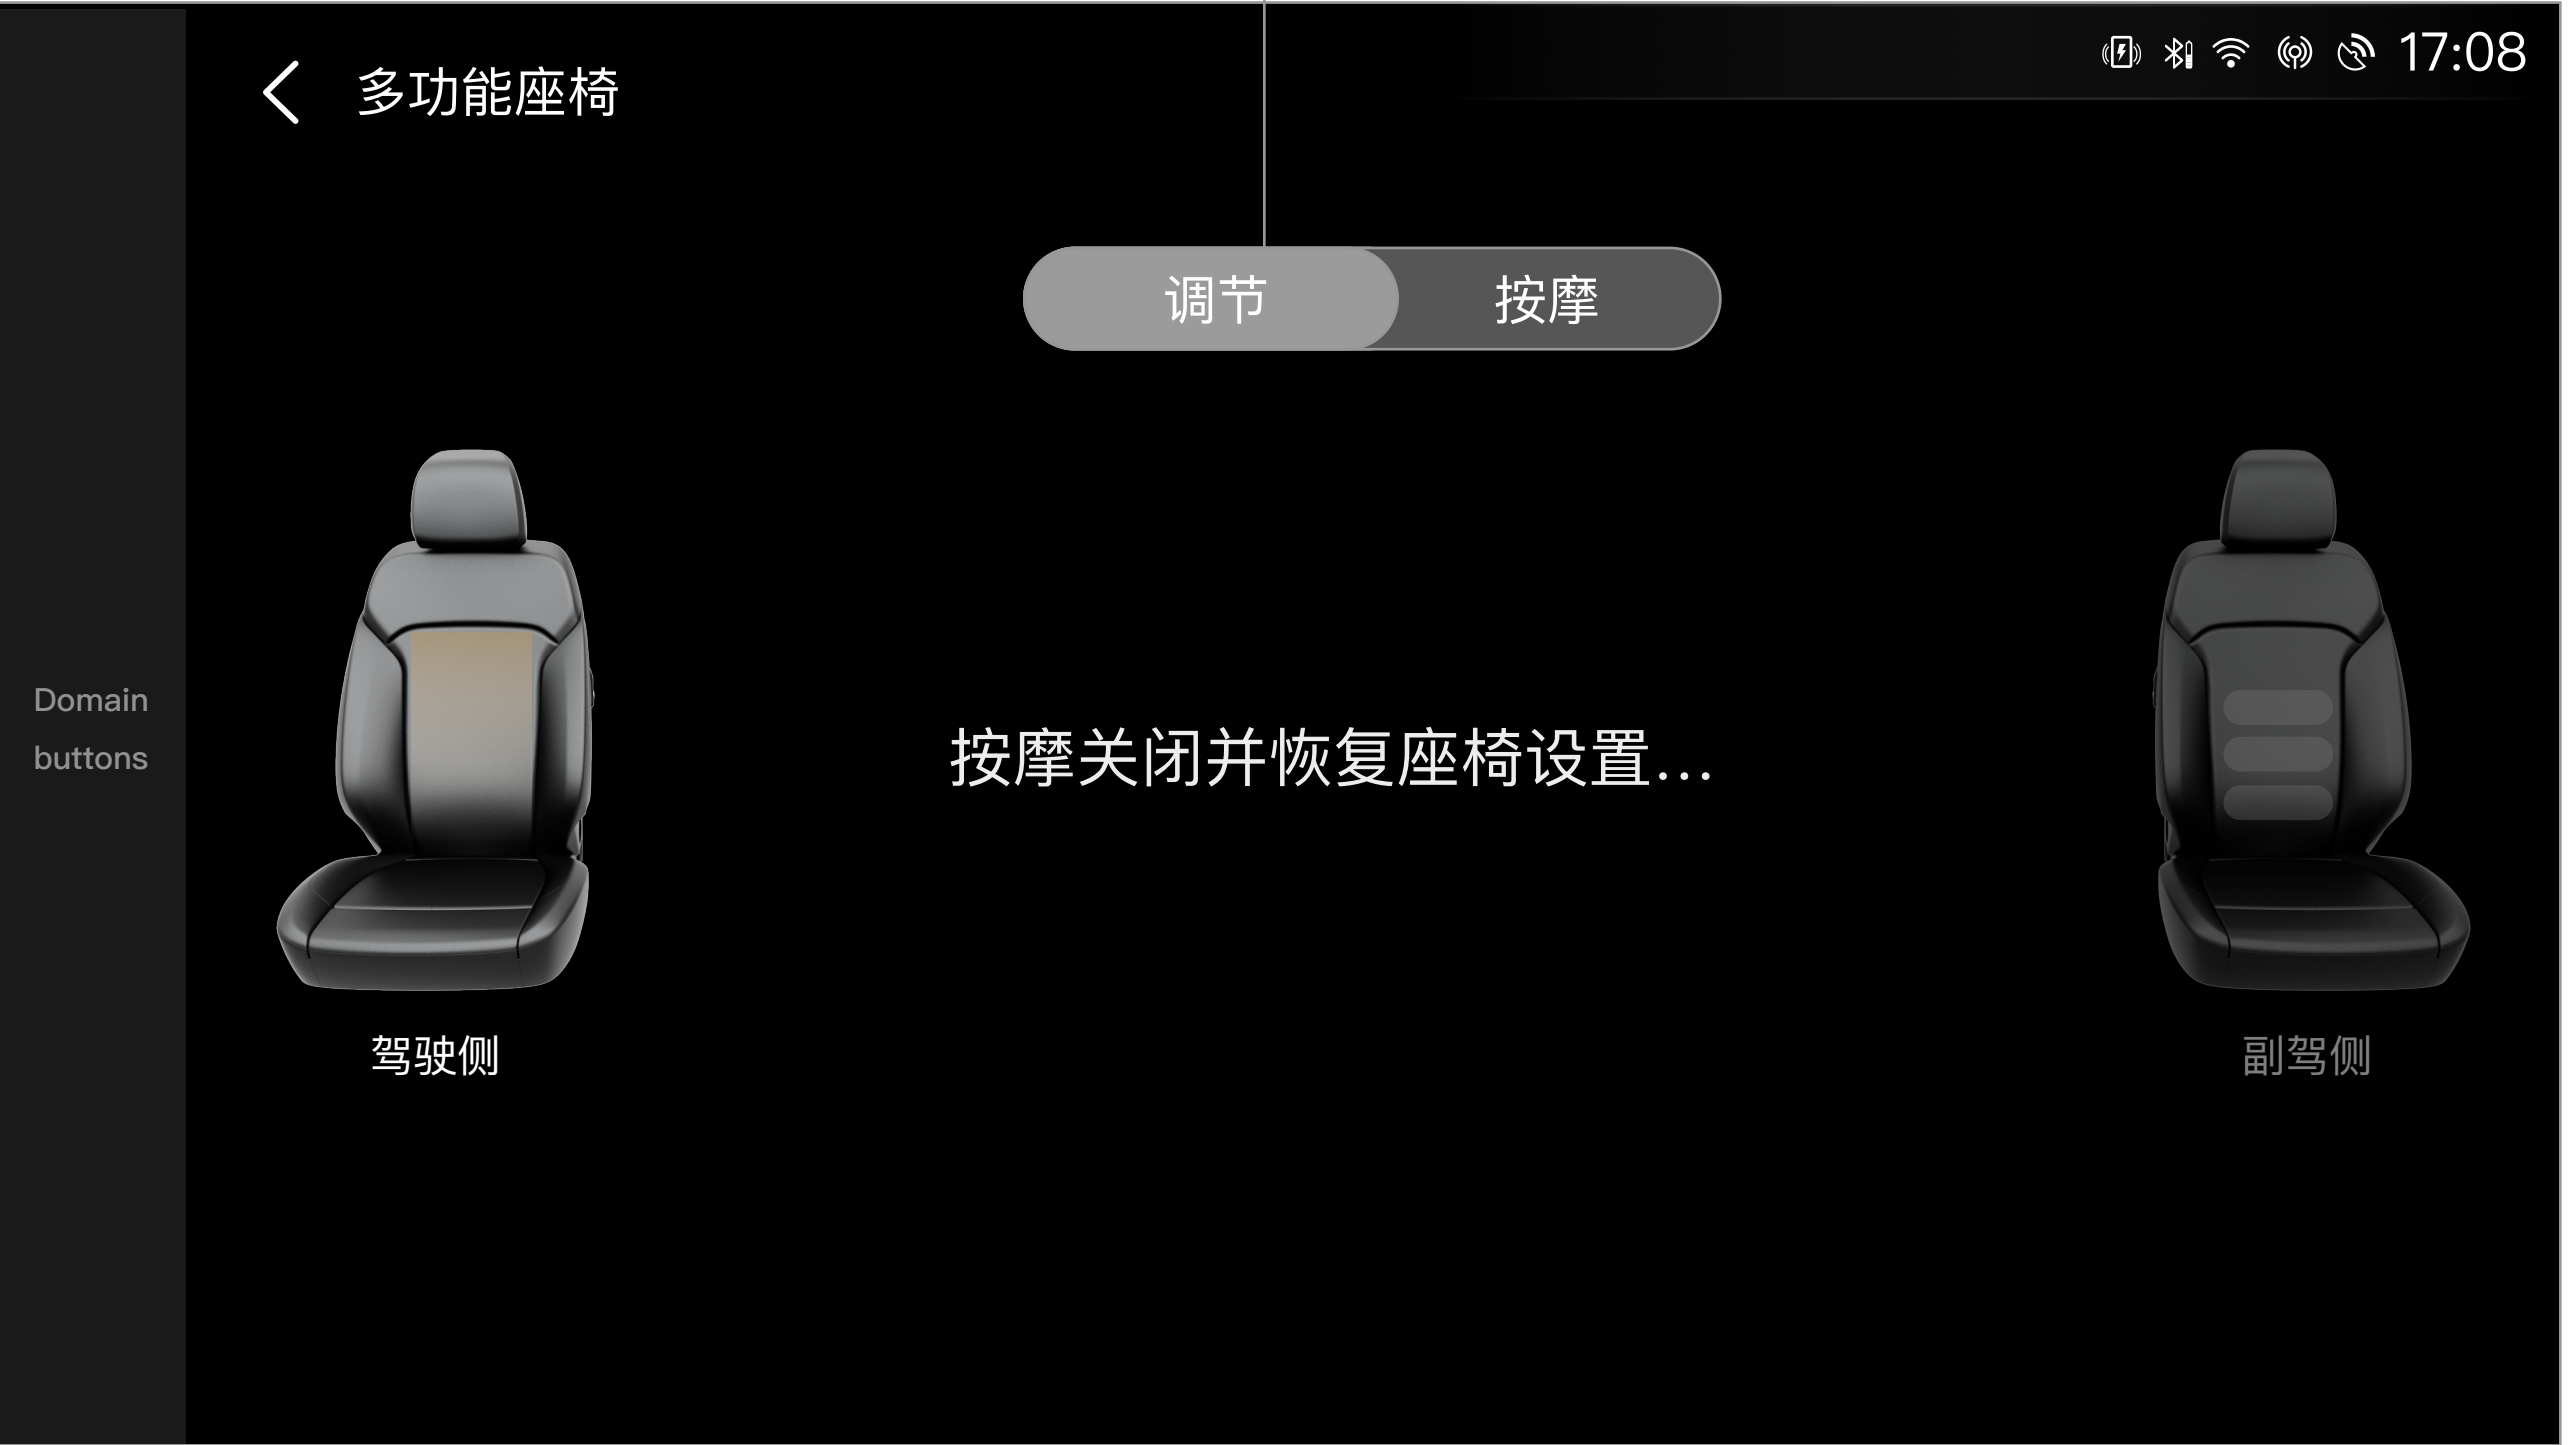 多功能座椅
17:08
调节
按摩
Domain
buttons
按摩关闭并恢复座椅设置...
驾驶侧
副驾侧